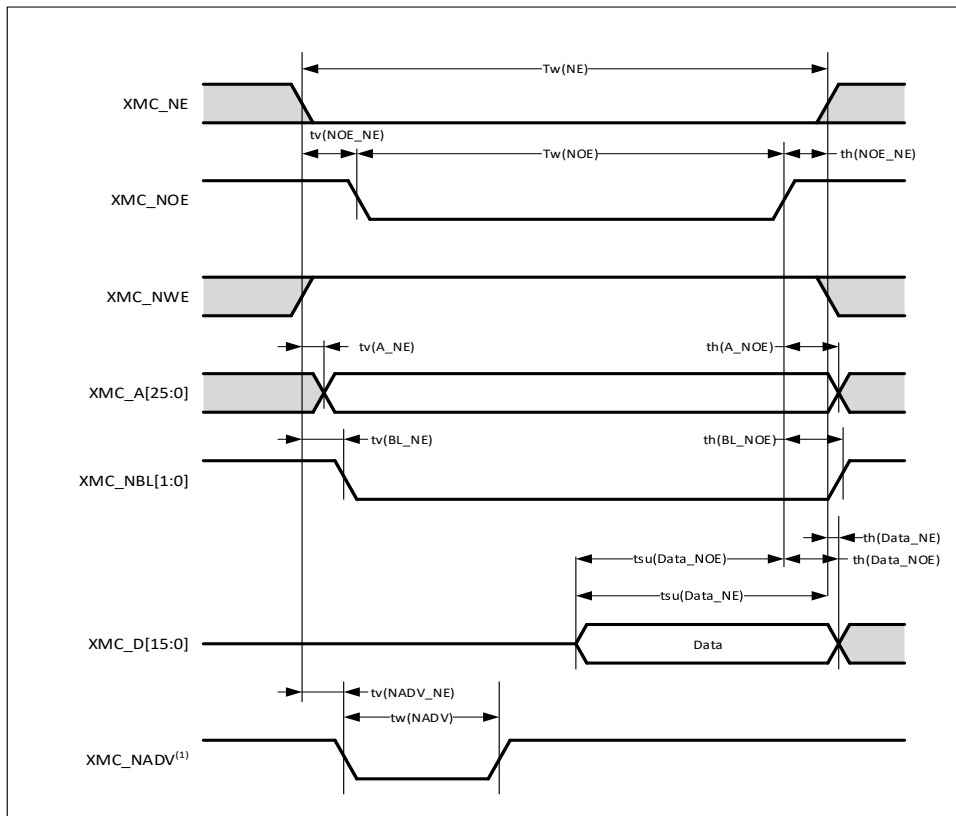 Tw(NE)
XMC_NE
tv(NOE_NE)
Tw(NOE)
th(NOE_NE)
XMC_NOE
XMC_NWE
tv(A_NE)
th(A_NOE)
XMC_A[25:0]
tv(BL_NE)
th(BL_NOE)
XMC_NBL[1:0]
th(Data_NE)
tsu(Data_NOE)
th(Data_NOE)
tsu(Data_NE)
XMC_D[15:0]
Data
tv(NADV_NE)
tw(NADV)
XMC_NADV(1)